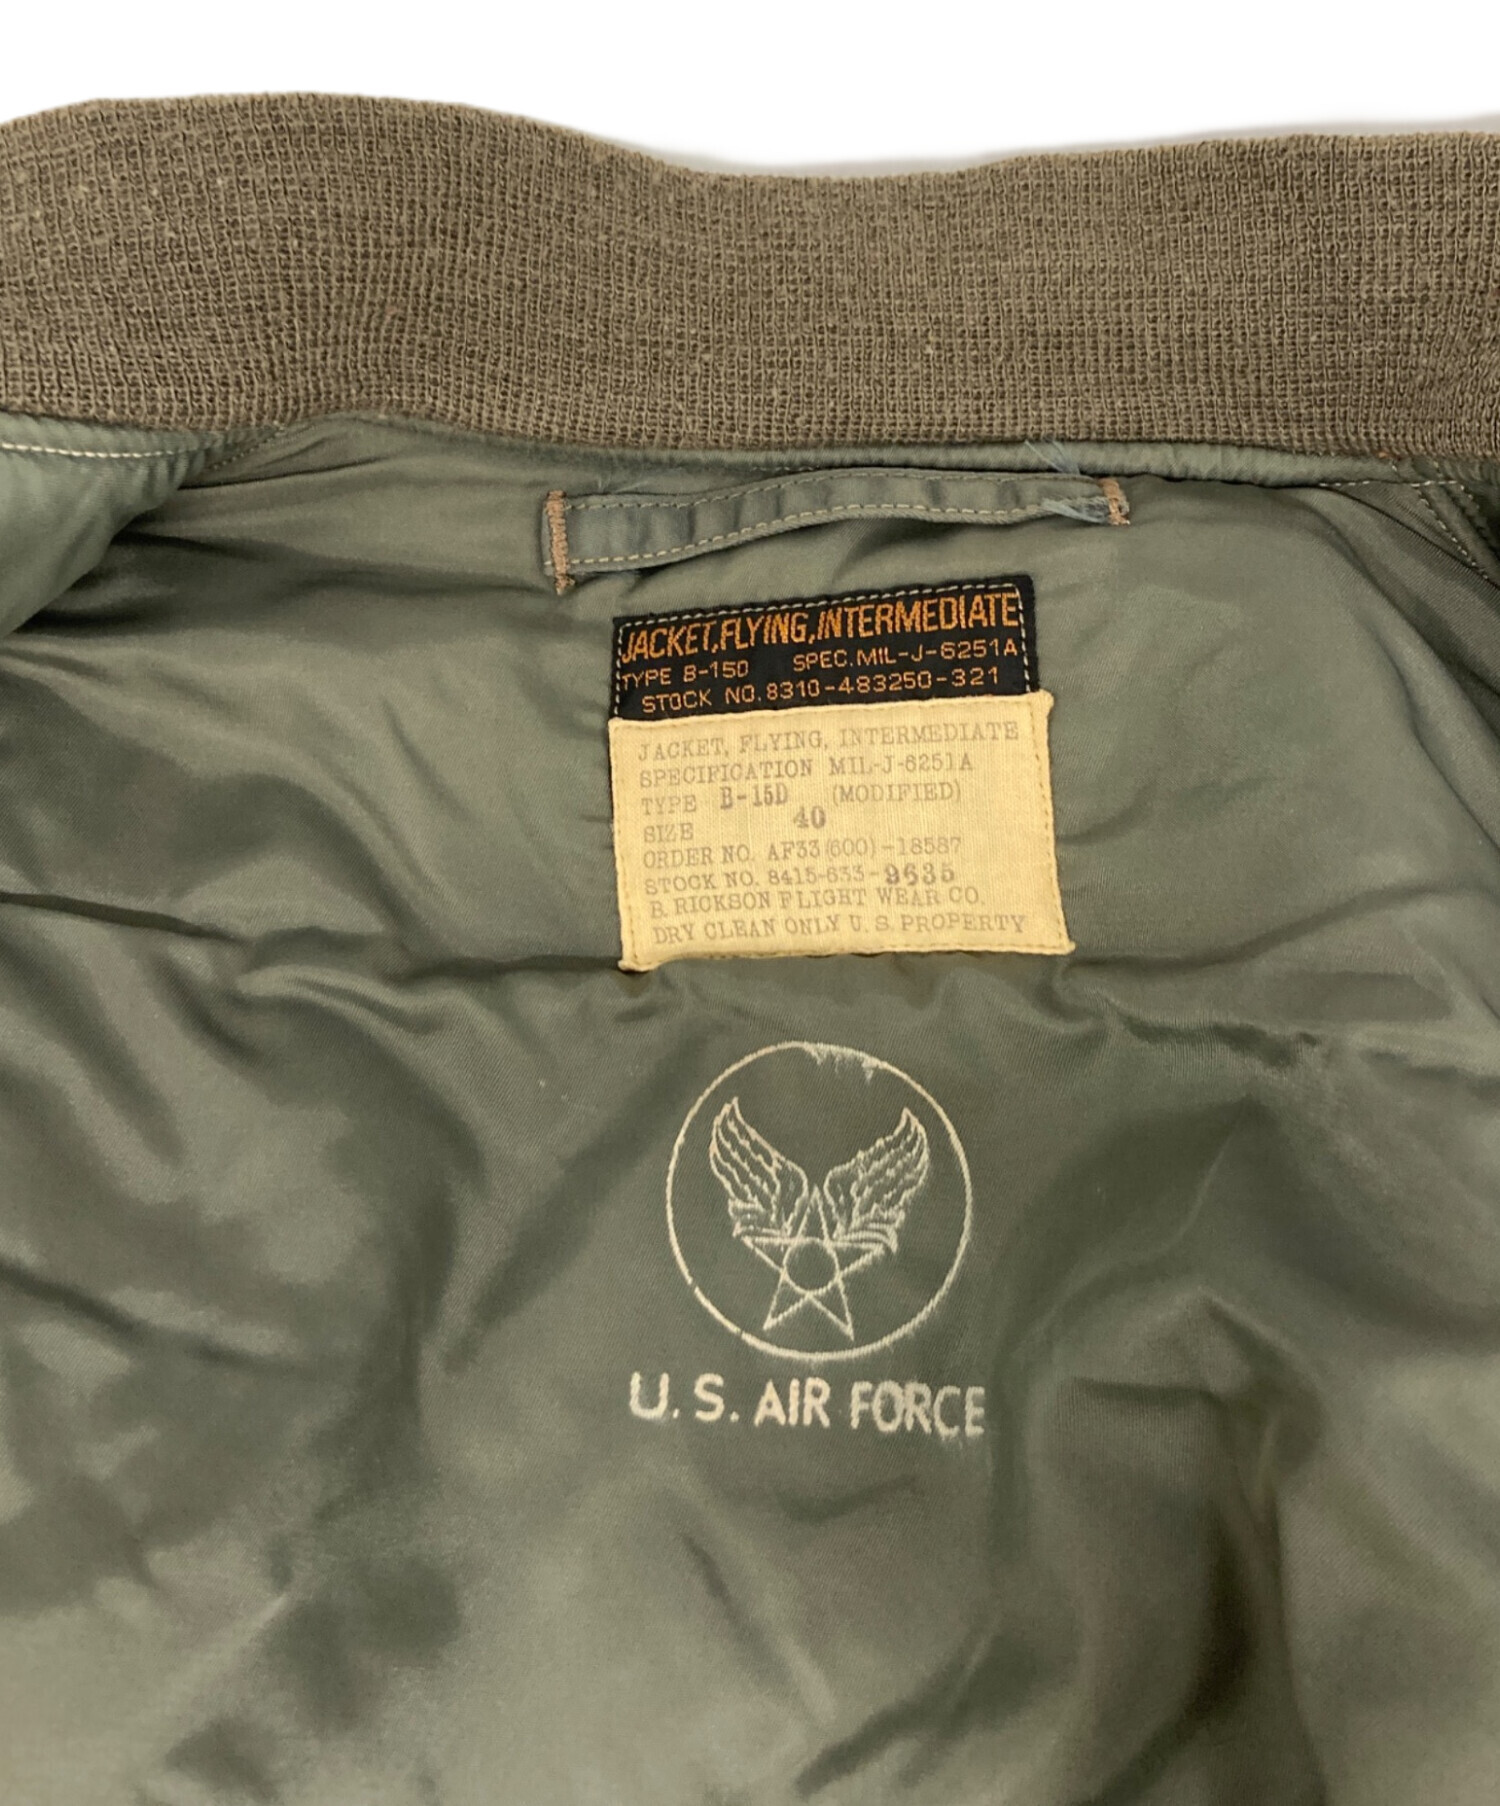 JACKET,FLYING,INTERMEDIATE
TYPE B-15D SPEC.MIL-J-6251A
STOCK NO.8310-483250-321
JACKET, FLYING, INTERMEDIATE
SPECIFICATION MIL-J-6251A
TYPE B-15D (MODIFIED)
SIZE 40
ORDER NO. AF33(600)-18587
STOCK NO. 8415-633-9635
B. RICKSON FLIGHT WEAR CO.
DRY CLEAN ONLY U.S. PROPERTY
U.S. AIR FORCE